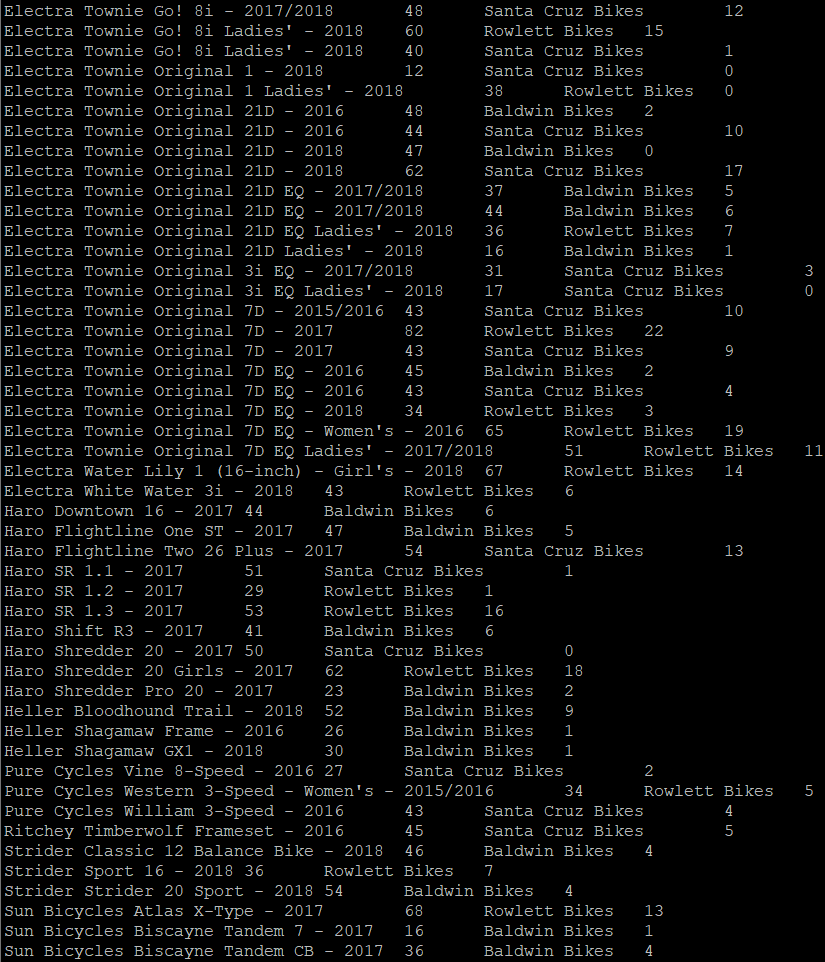 Electra Townie Go! 8i - 2017/2018 48 Santa Cruz Bikes 12
Electra Townie Go! 8i Ladies' - 2018 60 Rowlett Bikes 15
Electra Townie Go! 8i Ladies' - 2018 40 Santa Cruz Bikes 1
Electra Townie Original 1 - 2018 12 Santa Cruz Bikes 0
Electra Townie Original 1 Ladies' - 2018 38 Rowlett Bikes 0
Electra Townie Original 21D - 2016 48 Baldwin Bikes 2
Electra Townie Original 21D - 2016 44 Santa Cruz Bikes 10
Electra Townie Original 21D - 2018 47 Baldwin Bikes 0
Electra Townie Original 21D - 2018 62 Santa Cruz Bikes 17
Electra Townie Original 21D EQ - 2017/2018 37 Baldwin Bikes 5
Electra Townie Original 21D EQ - 2017/2018 44 Baldwin Bikes 6
Electra Townie Original 21D EQ Ladies' - 2018 36 Rowlett Bikes 7
Electra Townie Original 21D Ladies' - 2018 16 Baldwin Bikes 1
Electra Townie Original 3i EQ - 2017/2018 31 Santa Cruz Bikes 3
Electra Townie Original 3i EQ Ladies' - 2018 17 Santa Cruz Bikes 0
Electra Townie Original 7D - 2015/2016 43 Santa Cruz Bikes 10
Electra Townie Original 7D - 2017 82 Rowlett Bikes 22
Electra Townie Original 7D - 2017 43 Santa Cruz Bikes 9
Electra Townie Original 7D EQ - 2016 45 Baldwin Bikes 2
Electra Townie Original 7D EQ - 2016 43 Santa Cruz Bikes 4
Electra Townie Original 7D EQ - 2018 34 Rowlett Bikes 3
Electra Townie Original 7D EQ - Women's - 2016 65 Rowlett Bikes 19
Electra Townie Original 7D EQ Ladies' - 2017/2018 51 Rowlett Bikes 11
Electra Water Lily 1 (16-inch) - Girl's - 2018 67 Rowlett Bikes 14
Electra White Water 3i - 2018 43 Rowlett Bikes 6
Haro Downtown 16 - 2017 44 Baldwin Bikes 6
Haro Flightline One ST - 2017 47 Baldwin Bikes 5
Haro Flightline Two 26 Plus - 2017 54 Santa Cruz Bikes 13
Haro SR 1.1 - 2017 51 Santa Cruz Bikes 1
Haro SR 1.2 - 2017 29 Rowlett Bikes 1
Haro SR 1.3 - 2017 53 Rowlett Bikes 16
Haro Shift R3 - 2017 41 Baldwin Bikes 6
Haro Shredder 20 - 2017 50 Santa Cruz Bikes 0
Haro Shredder 20 Girls - 2017 62 Rowlett Bikes 18
Haro Shredder Pro 20 - 2017 23 Baldwin Bikes 2
Heller Bloodhound Trail - 2018 52 Baldwin Bikes 9
Heller Shagamaw Frame - 2016 26 Baldwin Bikes 1
Heller Shagamaw GX1 - 2018 30 Baldwin Bikes 1
Pure Cycles Vine 8-Speed - 2016 27 Santa Cruz Bikes 2
Pure Cycles Western 3-Speed - Women's - 2015/2016 34 Rowlett Bikes 5
Pure Cycles William 3-Speed - 2016 43 Santa Cruz Bikes 4
Ritchey Timberwolf Frameset - 2016 45 Santa Cruz Bikes 5
Strider Classic 12 Balance Bike - 2018 46 Baldwin Bikes 4
Strider Sport 16 - 2018 36 Rowlett Bikes 7
Strider Strider 20 Sport - 2018 54 Baldwin Bikes 4
Sun Bicycles Atlas X-Type - 2017 68 Rowlett Bikes 13
Sun Bicycles Biscayne Tandem 7 - 2017 16 Baldwin Bikes 1
Sun Bicycles Biscayne Tandem CB - 2017 36 Baldwin Bikes 4